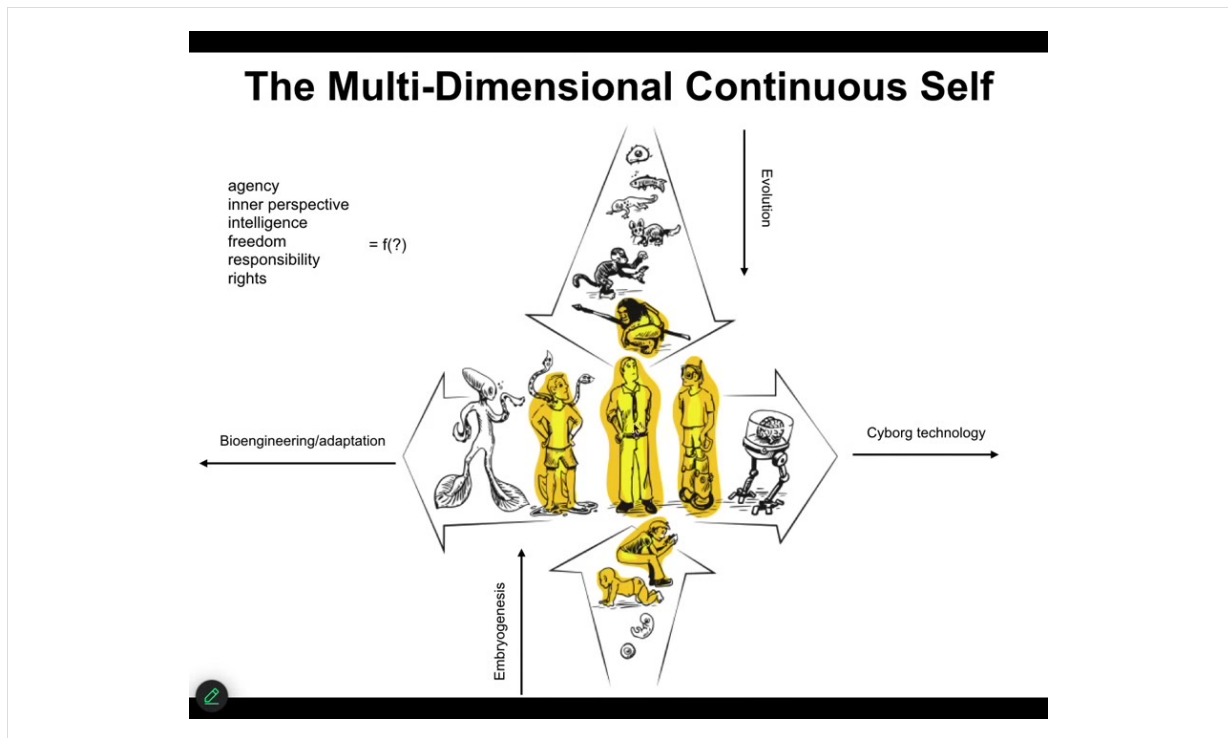 The Multi-Dimensional Continuous Self
agency
inner perspective
intelligence
freedom
= f(?)
responsibility
rights
Evolution
Bioengineering/adaptation
Cyborg technology
Embryogenesis